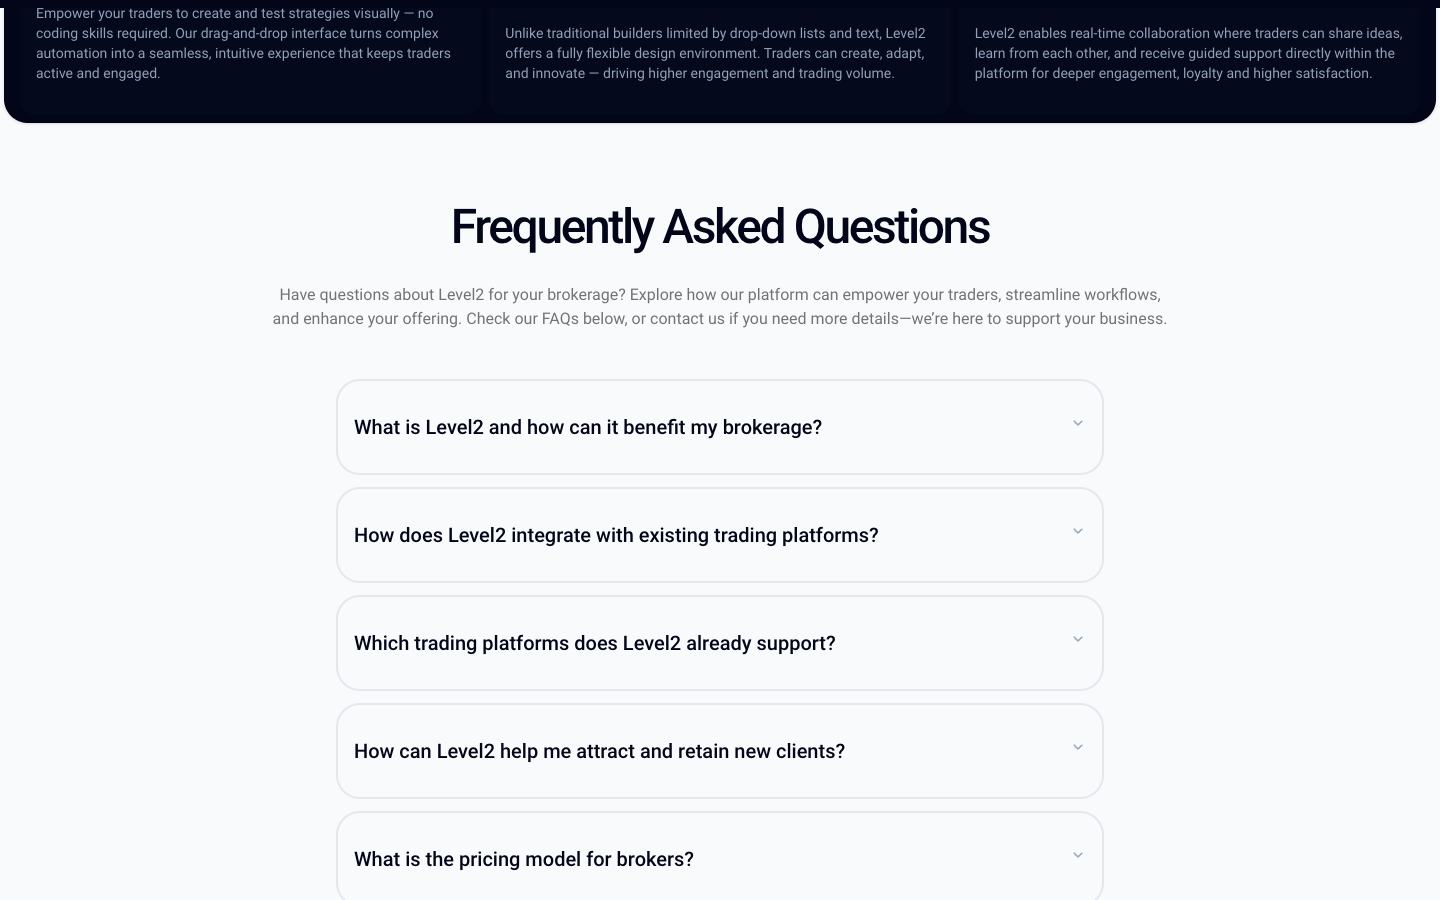 Empower your traders to create and test strategies visually — no
coding skills required. Our drag-and-drop interface turns complex
automation into a seamless, intuitive experience that keeps traders
active and engaged.
Unlike traditional builders limited by drop-down lists and text, Level2
offers a fully flexible design environment. Traders can create, adapt,
and innovate — driving higher engagement and trading volume.
Level2 enables real-time collaboration where traders can share ideas,
learn from each other, and receive guided support directly within the
platform for deeper engagement, loyalty and higher satisfaction.
Frequently Asked Questions
Have questions about Level2 for your brokerage? Explore how our platform can empower your traders, streamline workflows,
and enhance your offering. Check our FAQs below, or contact us if you need more details—we’re here to support your business.
What is Level2 and how can it benefit my brokerage?
How does Level2 integrate with existing trading platforms?
Which trading platforms does Level2 already support?
How can Level2 help me attract and retain new clients?
What is the pricing model for brokers?